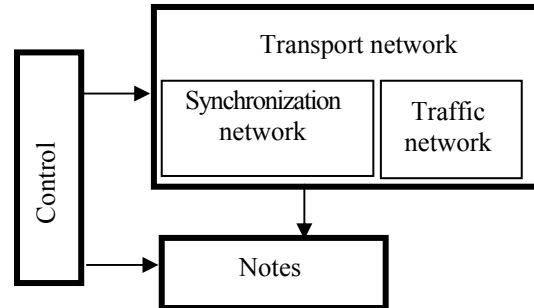 Transport network
Synchronization
network
Traffic
network
Control
Notes